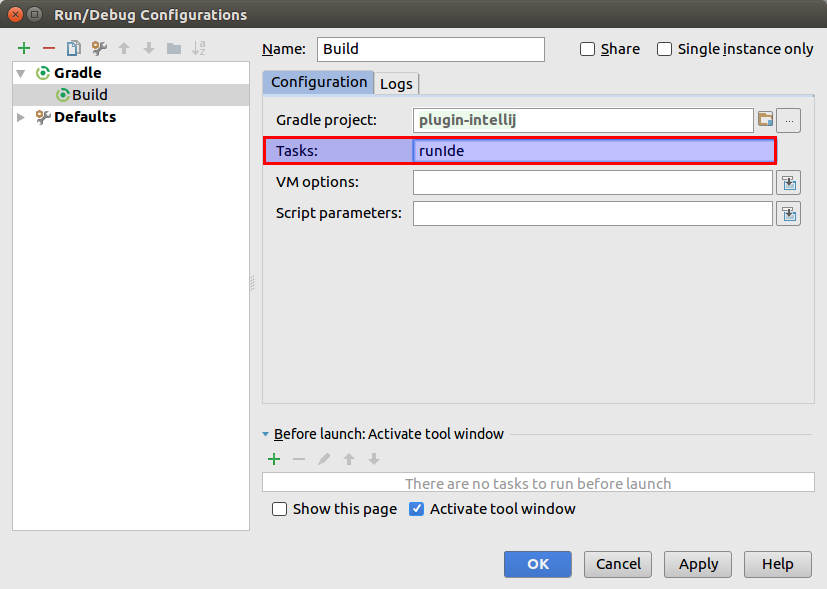 Run/Debug Configurations
Name: Build Share Single instance only
Gradle
Build
Defaults
Configuration Logs
Gradle project: plugin-intellij ...
Tasks: runIde
VM options:
Script parameters:
Before launch: Activate tool window
There are no tasks to run before launch
Show this page Activate tool window
OK Cancel Apply Help